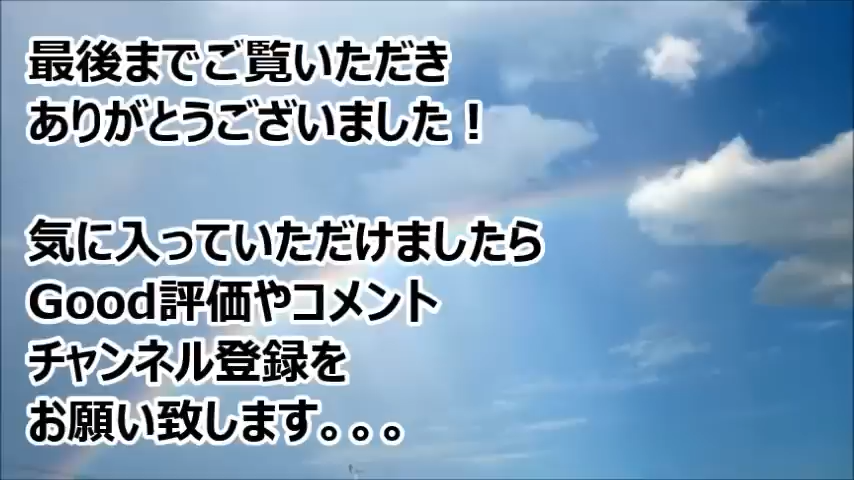 最後までご覧いただき
ありがとうございました！
気に入っていただけましたら
Good評価やコメント
チャンネル登録を
お願い致します。。。